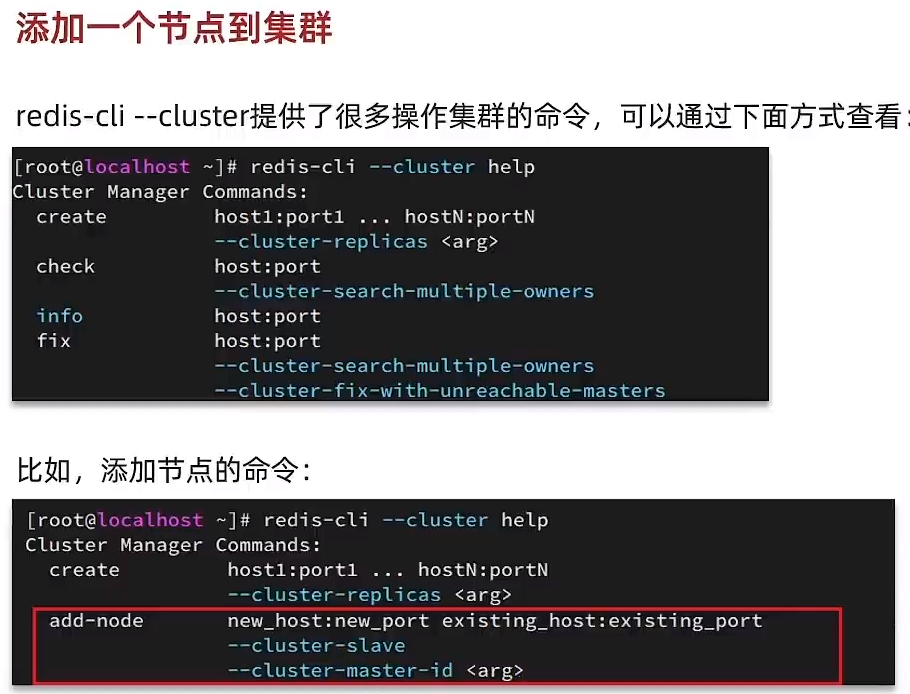 添加一个节点到集群
redis-cli --cluster提供了很多操作集群的命令，可以通过下面方式查看：
[root@localhost ~]# redis-cli --cluster help
Cluster Manager Commands:
  create         host1:port1 ... hostN:portN
                 --cluster-replicas <arg>
  check          host:port
                 --cluster-search-multiple-owners
  info           host:port
  fix            host:port
                 --cluster-search-multiple-owners
                 --cluster-fix-with-unreachable-masters
比如，添加节点的命令：
[root@localhost ~]# redis-cli --cluster help
Cluster Manager Commands:
  create         host1:port1 ... hostN:portN
                 --cluster-replicas <arg>
  add-node       new_host:new_port existing_host:existing_port
                 --cluster-slave
                 --cluster-master-id <arg>